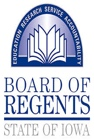 EDUCATION RESEARCH SERVICE ACCOUNTABILITY
BOARD OF
REGENTS
STATE OF IOWA